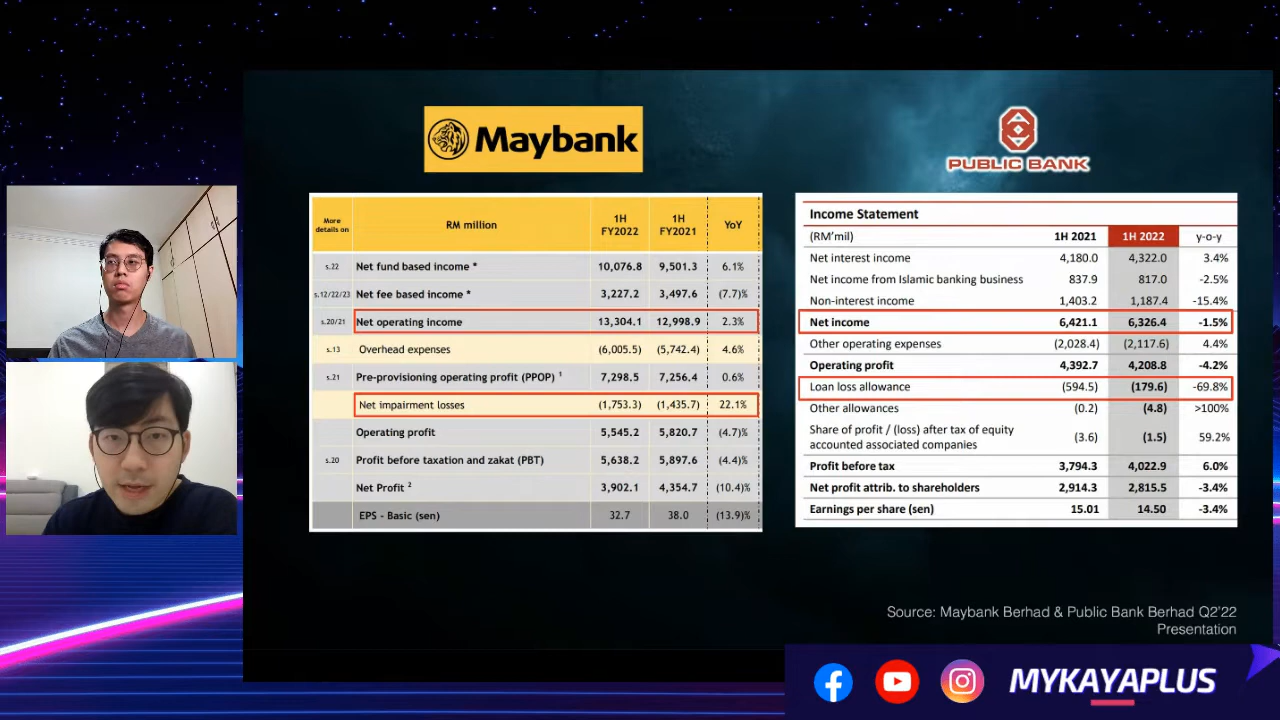 Maybank
PUBLIC BANK
More details on RM million 1H FY2022 1H FY2021 YoY
s.22 Net fund based income * 10,076.8 9,501.3 6.1%
s.12/22/23 Net fee based income * 3,227.2 3,497.6 (7.7)%
s.20/21 Net operating income 13,304.1 12,998.9 2.3%
s.13 Overhead expenses (6,005.5) (5,742.4) 4.6%
s.21 Pre-provisioning operating profit (PPOP) ¹ 7,298.5 7,256.4 0.6%
Net impairment losses (1,753.3) (1,435.7) 22.1%
Operating profit 5,545.2 5,820.7 (4.7)%
s.20 Profit before taxation and zakat (PBT) 5,638.2 5,897.6 (4.4)%
Net Profit ² 3,902.1 4,354.7 (10.4)%
EPS - Basic (sen) 32.7 38.0 (13.9)%
Income Statement
(RM'mil) 1H 2021 1H 2022 y-o-y
Net interest income 4,180.0 4,322.0 3.4%
Net income from Islamic banking business 837.9 817.0 -2.5%
Non-interest income 1,403.2 1,187.4 -15.4%
Net income 6,421.1 6,326.4 -1.5%
Other operating expenses (2,028.4) (2,117.6) 4.4%
Operating profit 4,392.7 4,208.8 -4.2%
Loan loss allowance (594.5) (179.6) -69.8%
Other allowances (0.2) (4.8) >100%
Share of profit / (loss) after tax of equity
accounted associated companies (3.6) (1.5) 59.2%
Profit before tax 3,794.3 4,022.9 6.0%
Net profit attrib. to shareholders 2,914.3 2,815.5 -3.4%
Earnings per share (sen) 15.01 14.50 -3.4%
Source: Maybank Berhad & Public Bank Berhad Q2'22
Presentation
MYKAYAPLUS